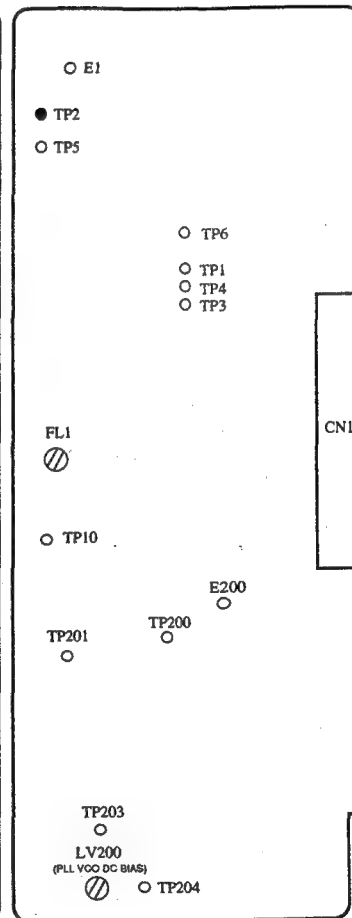 E1
TP2
TP5
TP6
TP1
TP4
TP3
CN1
FL1
TP10
E200
TP200
TP201
TP203
LV200
(PLL VCO DC BIAS)
TP204